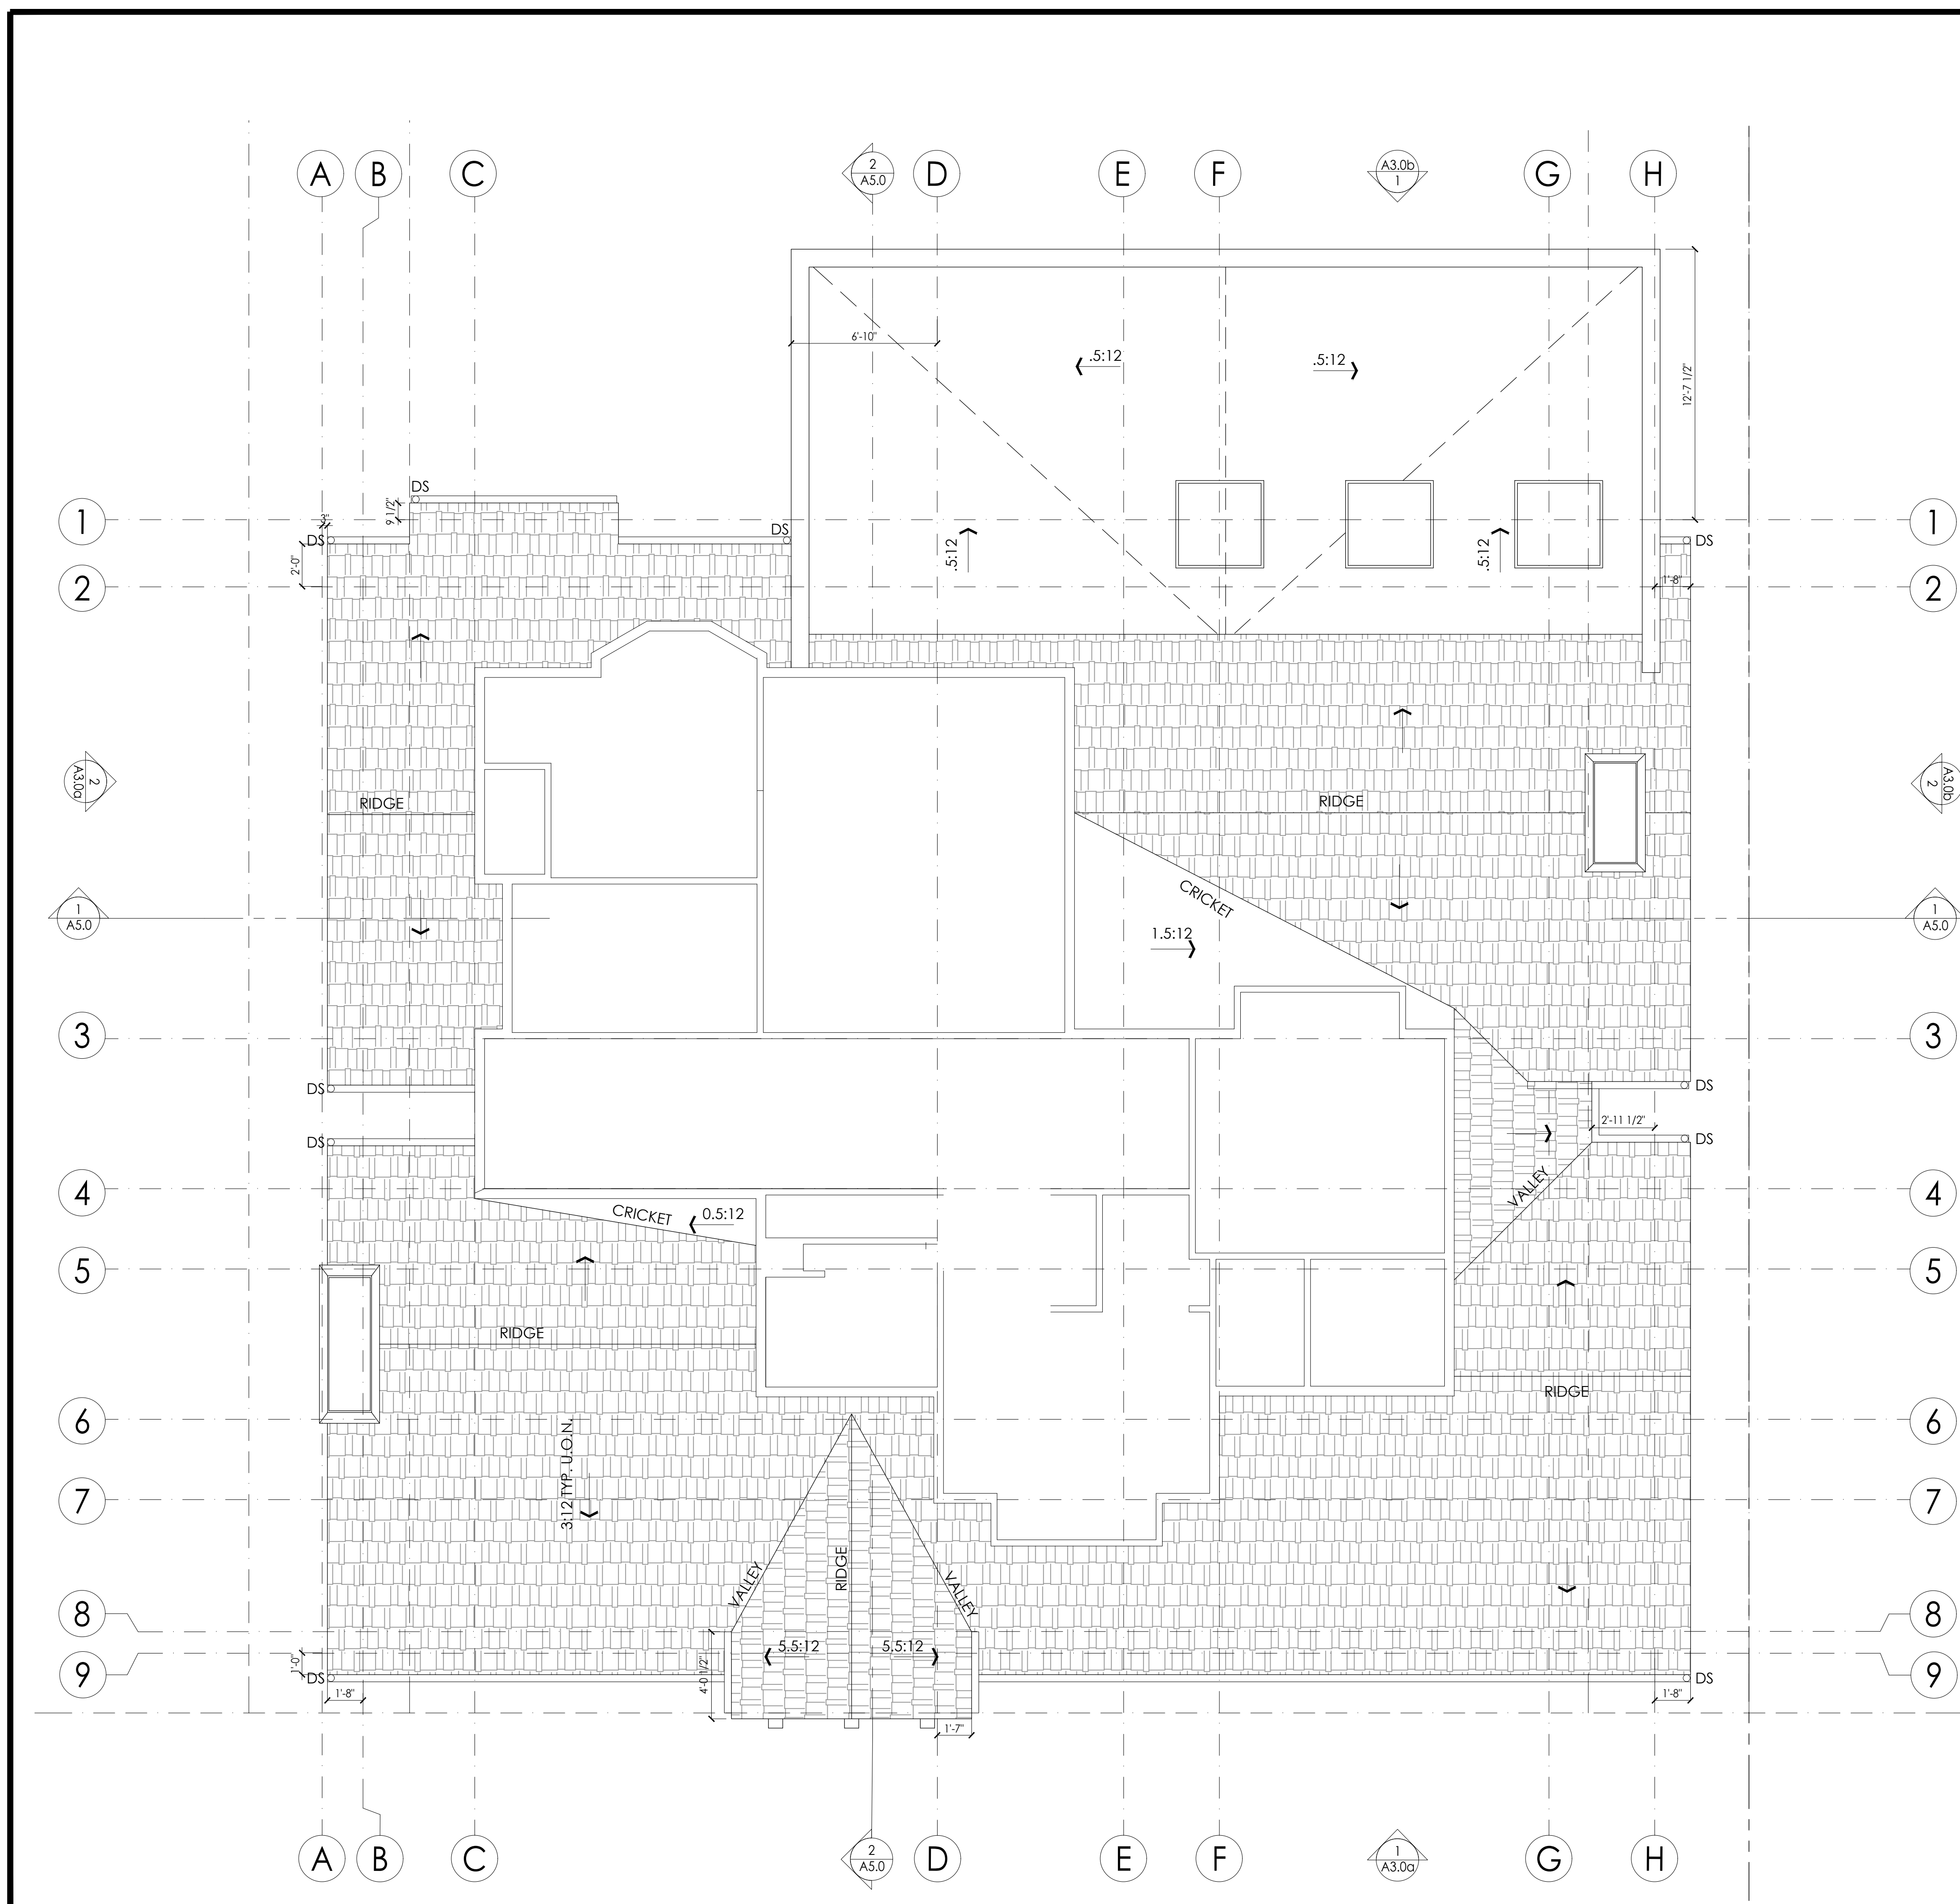 A B C 2 D E F A3.0b G H
A5.0 1
6'-10"
.5:12 .5:12
12'-7 1/2"
DS
9 1/2"
1 3" 1
DS DS DS
.5:12 .5:12
2'-0"
2 1'-8" 2
2
A3.0a
A3.0b
2
RIDGE RIDGE
CRICKET
1
A5.0
1
A5.0
1.5:12
3 3
DS DS
2'-11 1/2"
DS DS
4 VALLEY 4
CRICKET 0.5:12
5 5
RIDGE
RIDGE
6 6
3:12 TYP. U.O.N.
7 7
VALLEY RIDGE VALLEY
8 8
5.5:12 5.5:12
1'-0" 4'-0 1/2"
9 9
DS DS
1'-8" 1'-8"
1'-7"
A B C 2 D E F 1 G H
A5.0 A3.0a